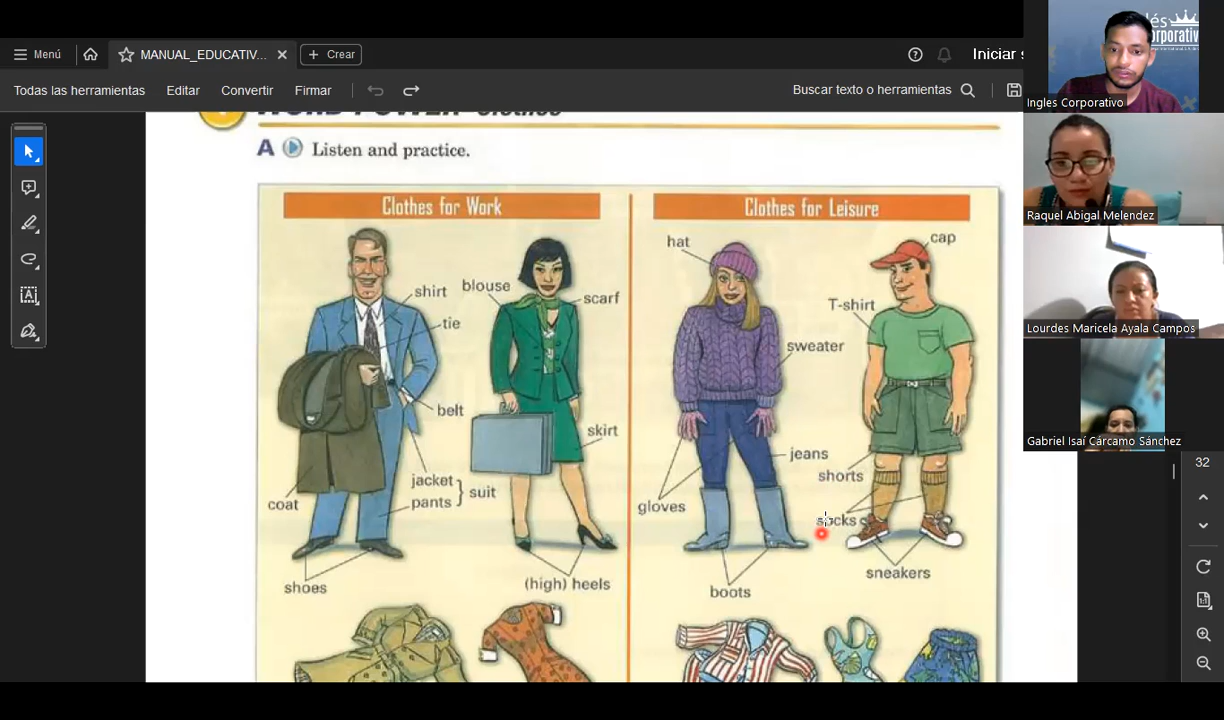 Menú
MANUAL_EDUCATIV...
Crear
Iniciar s
Todas las herramientas
Editar
Convertir
Firmar
Buscar texto o herramientas
WORD POWER Clothes
A Listen and practice.
Clothes for Work
Clothes for Leisure
shirt
blouse
scarf
tie
belt
skirt
jacket
pants
suit
coat
shoes
(high) heels
hat
cap
T-shirt
sweater
jeans
shorts
gloves
socks
sneakers
boots
32
Ingles Corporativo
Raquel Abigal Melendez
Lourdes Maricela Ayala Campos
Gabriel Isaí Cárcamo Sánchez